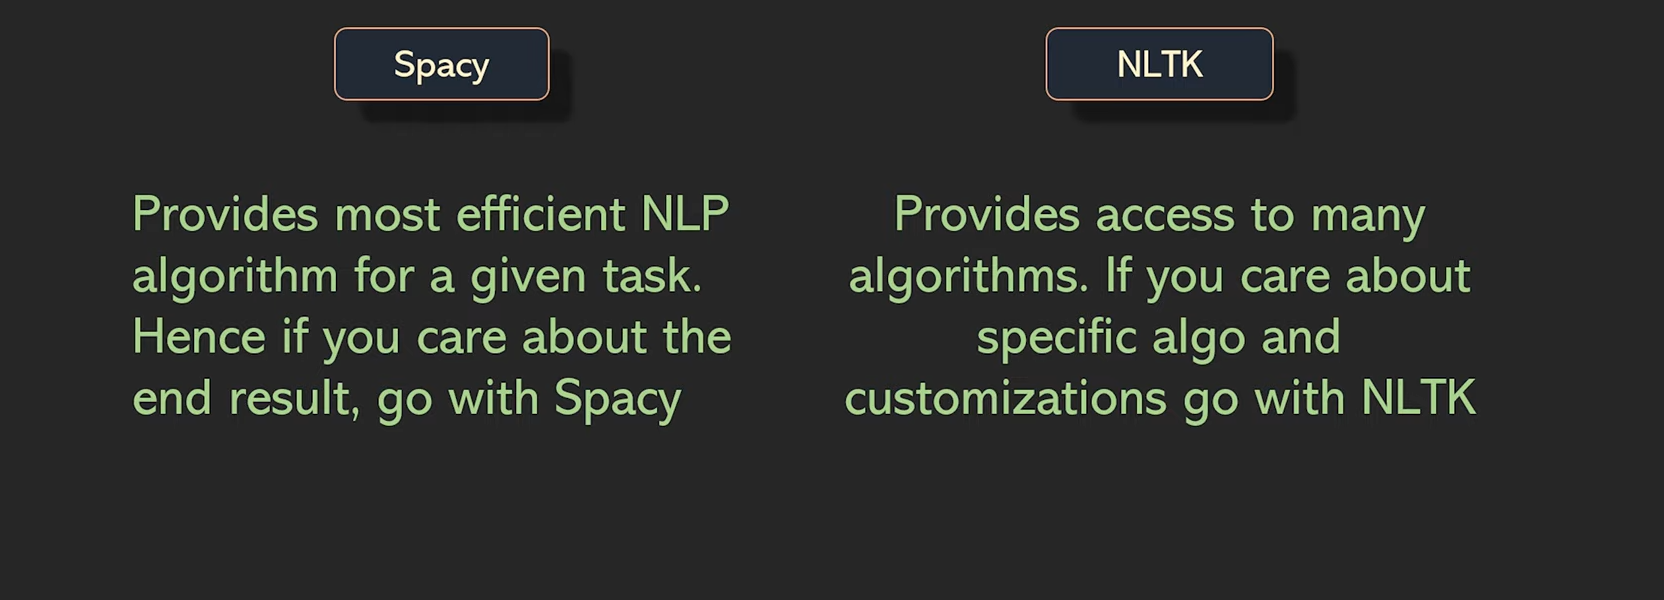 Spacy
Provides most efficient NLP
algorithm for a given task.
Hence if you care about the
end result, go with Spacy
NLTK
Provides access to many
algorithms. If you care about
specific algo and
customizations go with NLTK